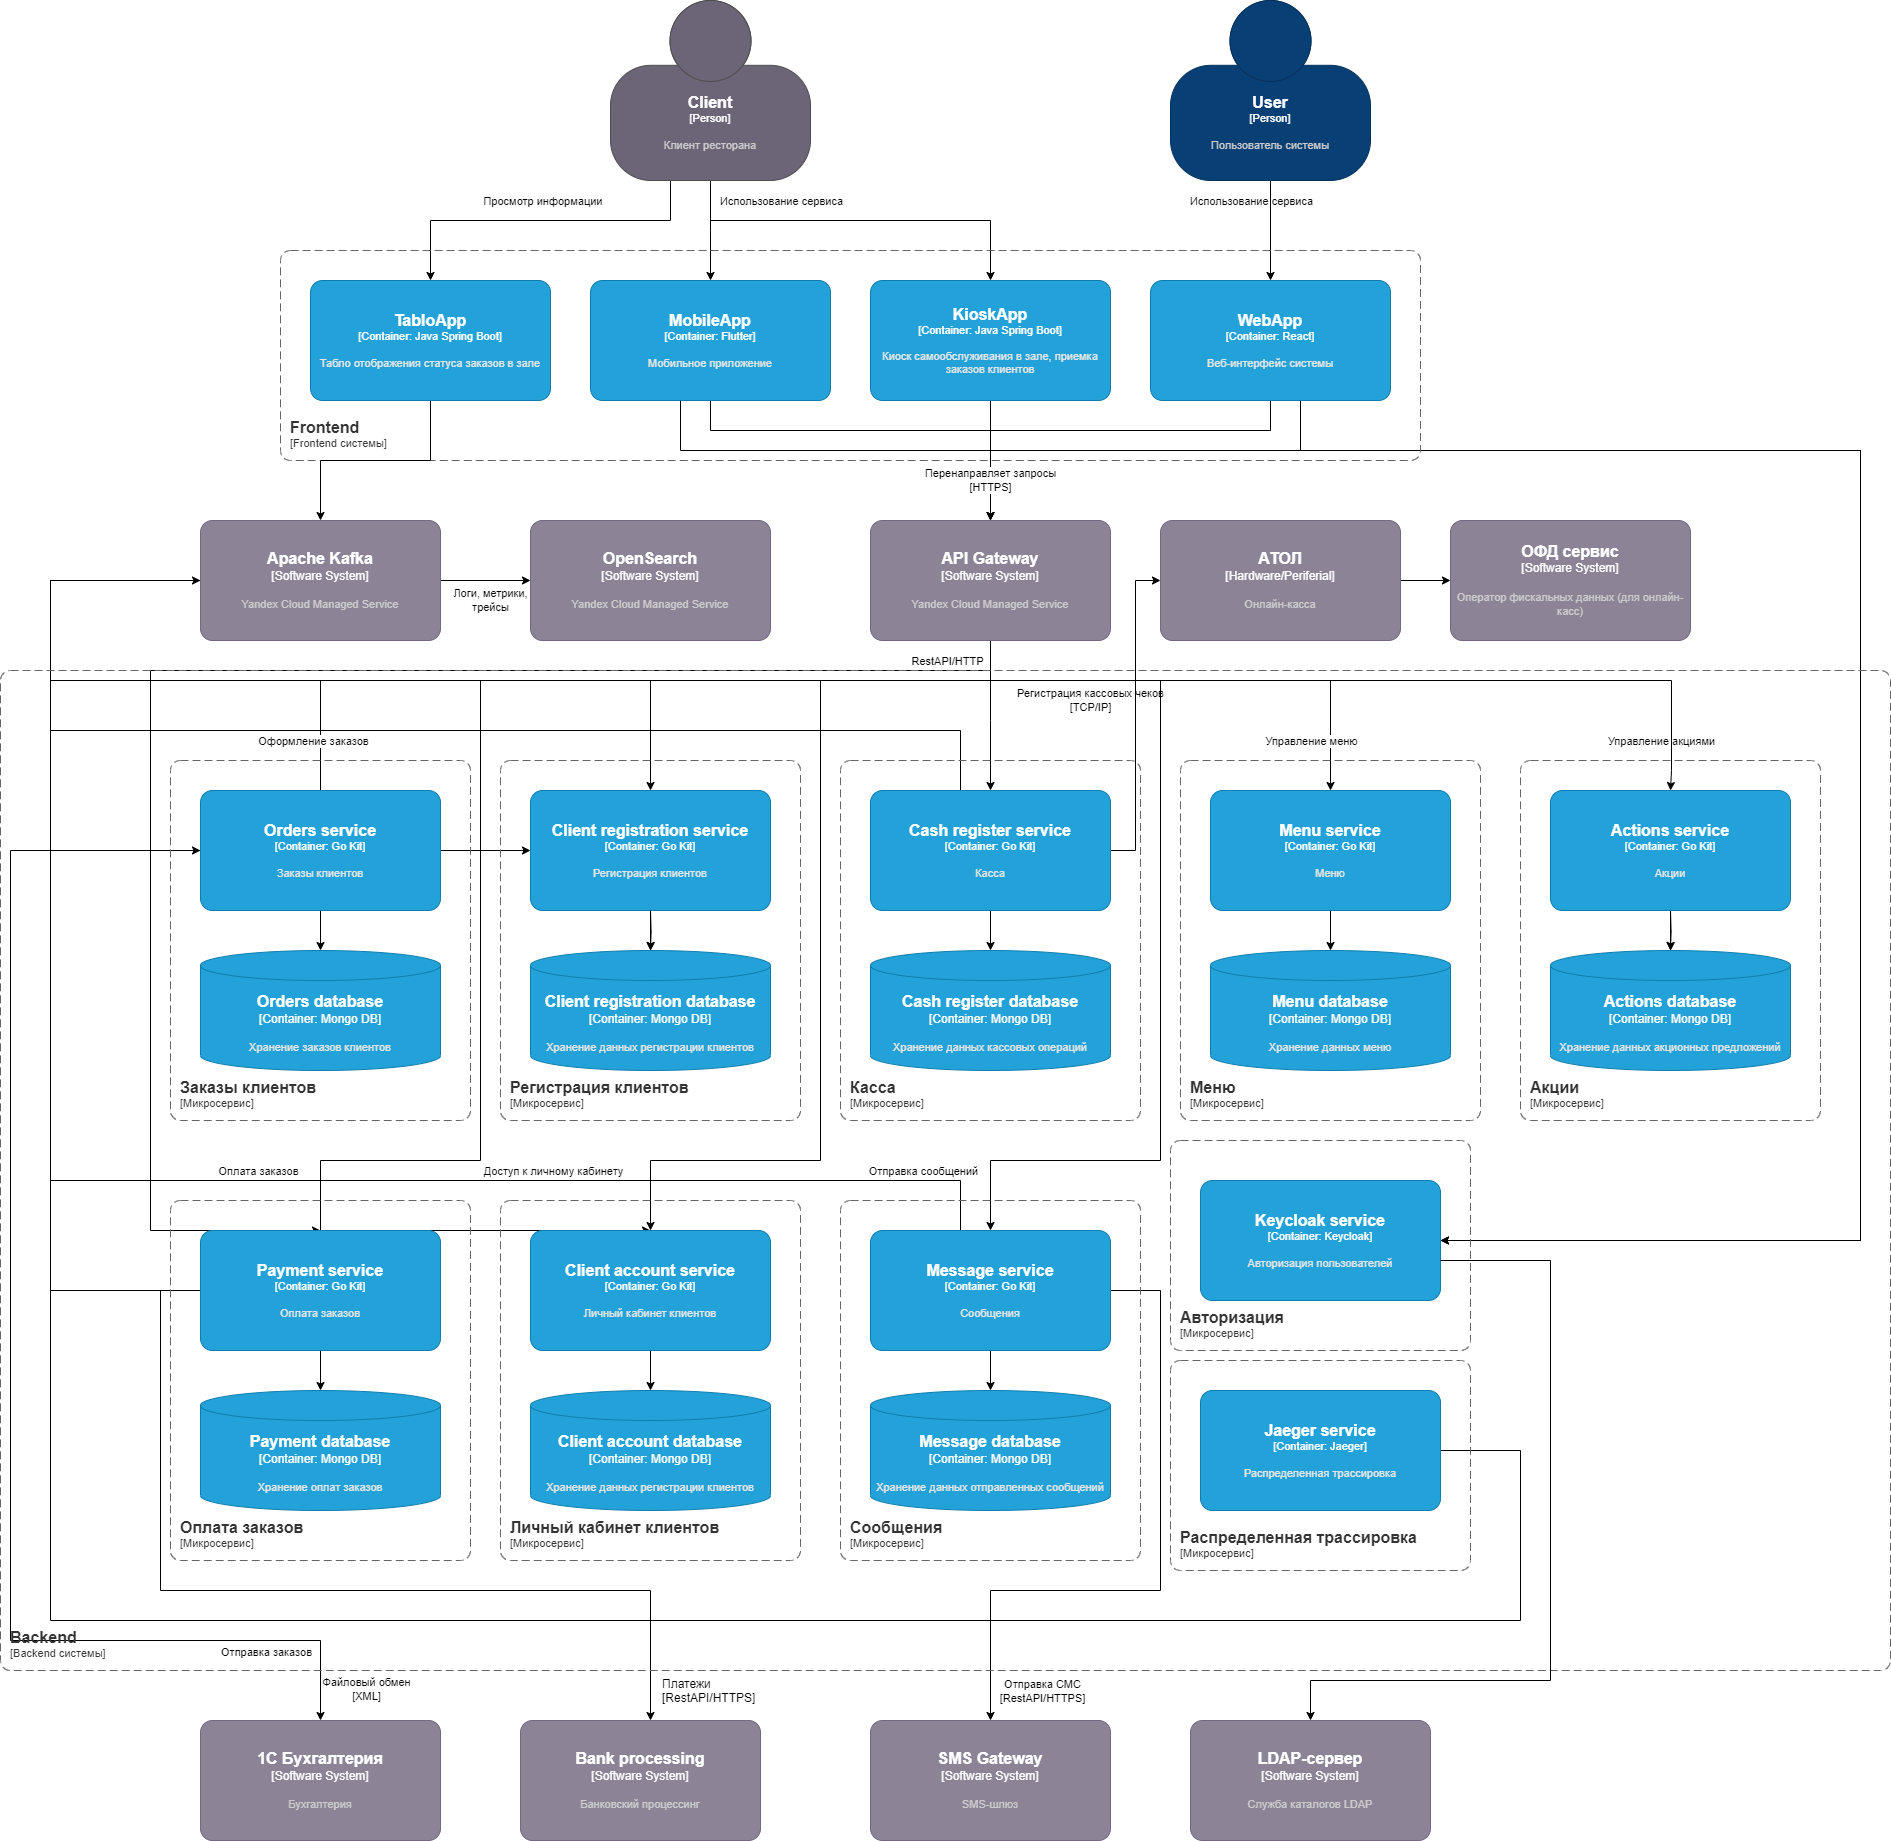 Client
[Person]
Клиент ресторана
User
[Person]
Пользователь системы
Просмотр информации
Использование сервиса
Использование сервиса
TabloApp
[Container: Java Spring Boot]
Табло отображения статуса заказов в зале
MobileApp
[Container: Flutter]
Мобильное приложение
KioskApp
[Container: Java Spring Boot]
Киоск самообслуживания в зале, приемка
заказов клиентов
WebApp
[Container: React]
Веб-интерфейс системы
Frontend
[Frontend системы]
Перенаправляет запросы
[HTTPS]
Apache Kafka
[Software System]
Yandex Cloud Managed Service
Логи, метрики,
трейсы
OpenSearch
[Software System]
Yandex Cloud Managed Service
API Gateway
[Software System]
Yandex Cloud Managed Service
АТОЛ
[Hardware/Periferial]
Онлайн-касса
ОФД сервис
[Software System]
Оператор фискальных данных (для онлайн-
касс)
RestAPI/HTTP
Регистрация кассовых чеков
[TCP/IP]
Оформление заказов
Управление меню
Управление акциями
Orders service
[Container: Go Kit]
Заказы клиентов
Client registration service
[Container: Go Kit]
Регистрация клиентов
Cash register service
[Container: Go Kit]
Касса
Menu service
[Container: Go Kit]
Меню
Actions service
[Container: Go Kit]
Акции
Orders database
[Container: Mongo DB]
Хранение заказов клиентов
Client registration database
[Container: Mongo DB]
Хранение данных регистрации клиентов
Cash register database
[Container: Mongo DB]
Хранение данных кассовых операций
Menu database
[Container: Mongo DB]
Хранение данных меню
Actions database
[Container: Mongo DB]
Хранение данных акционных предложений
Заказы клиентов
[Микросервис]
Регистрация клиентов
[Микросервис]
Касса
[Микросервис]
Меню
[Микросервис]
Акции
[Микросервис]
Оплата заказов
Доступ к личному кабинету
Отправка сообщений
Payment service
[Container: Go Kit]
Оплата заказов
Client account service
[Container: Go Kit]
Личный кабинет клиентов
Message service
[Container: Go Kit]
Сообщения
Keycloak service
[Container: Keycloak]
Авторизация пользователей
Авторизация
[Микросервис]
Payment database
[Container: Mongo DB]
Хранение оплат заказов
Client account database
[Container: Mongo DB]
Хранение данных регистрации клиентов
Message database
[Container: Mongo DB]
Хранение данных отправленных сообщений
Jaeger service
[Container: Jaeger]
Распределенная трассировка
Оплата заказов
[Микросервис]
Личный кабинет клиентов
[Микросервис]
Сообщения
[Микросервис]
Распределенная трассировка
[Микросервис]
Backend
[Backend системы]
Отправка заказов
Файловый обмен
[XML]
Платежи
[RestAPI/HTTPS]
Отправка СМС
[RestAPI/HTTPS]
1С Бухгалтерия
[Software System]
Бухгалтерия
Bank processing
[Software System]
Банковский процессинг
SMS Gateway
[Software System]
SMS-шлюз
LDAP-сервер
[Software System]
Служба каталогов LDAP